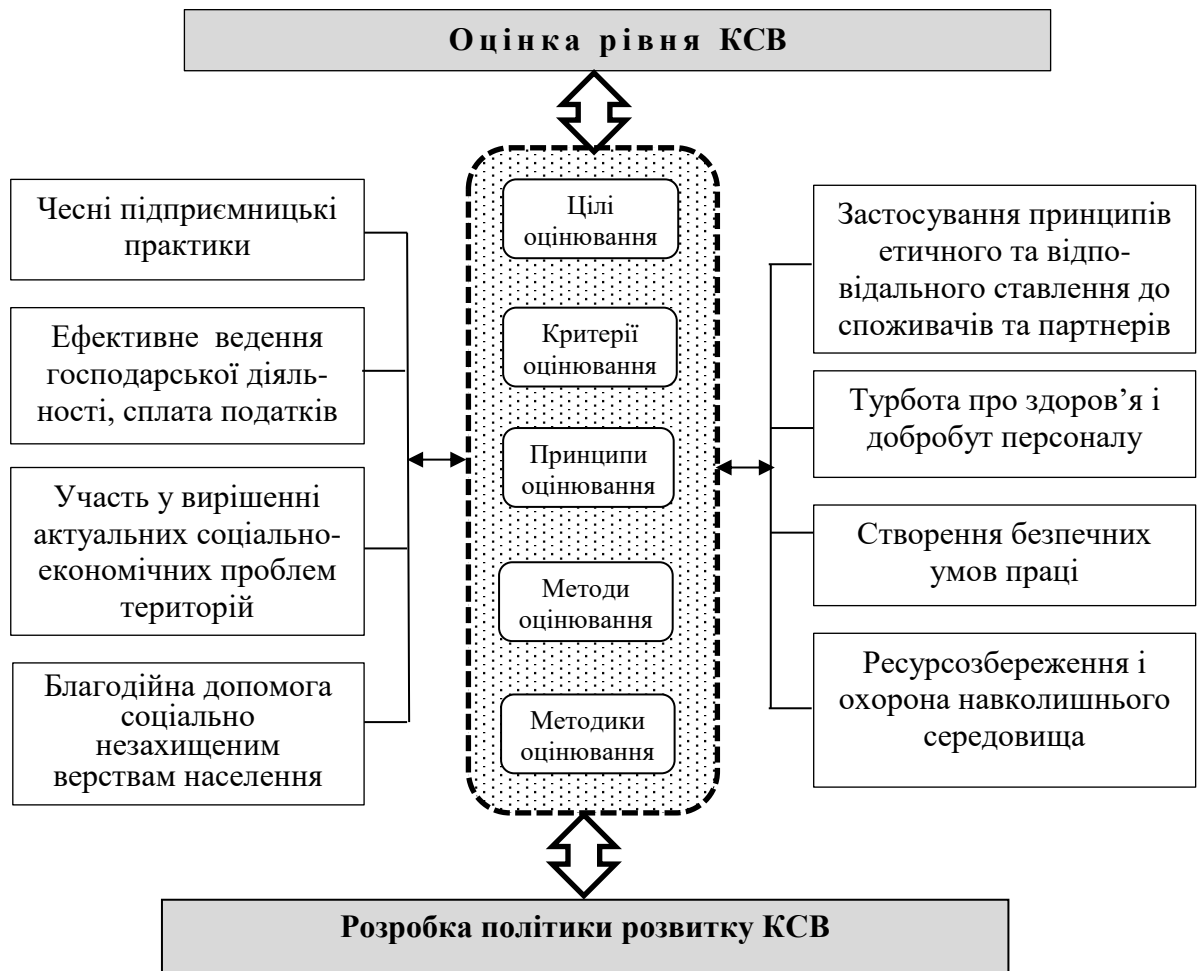 Оцінка рівня КСВ
Чесні підприємницькі
практики
Ефективне ведення
господарської діяль-
ності, сплата податків
Участь у вирішенні
актуальних соціально-
економічних проблем
територій
Благодійна допомога
соціально
незахищеним
верствам населення
Цілі
оцінювання
Критерії
оцінювання
Принципи
оцінювання
Методи
оцінювання
Методики
оцінювання
Застосування принципів
етичного та відпо-
відального ставлення до
споживачів та партнерів
Турбота про здоров’я і
добробут персоналу
Створення безпечних
умов праці
Ресурсозбереження і
охорона навколишнього
середовища
Розробка політики розвитку КСВ